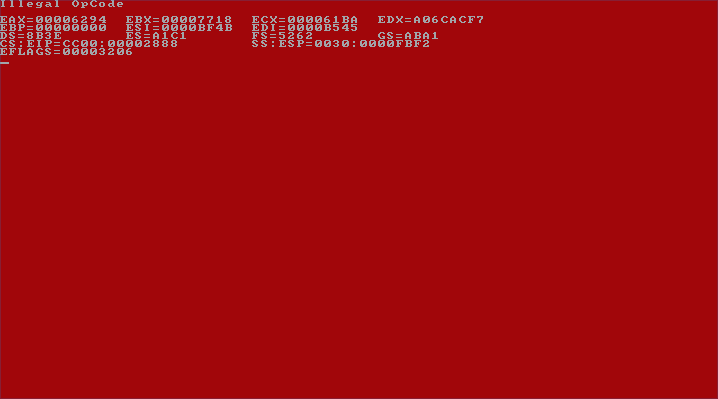 Illegal OpCode
EAX=00006294 EBX=00007718 ECX=000061BA EDX=A06CACF7
EBP=00000000 ESI=0000BF4B EDI=0000B545
DS=8B3E ES=A1C1 FS=5262 GS=ABA1
CS:EIP=CC00:00002888 SS:ESP=0030:0000FBF2
EFLAGS=00003206